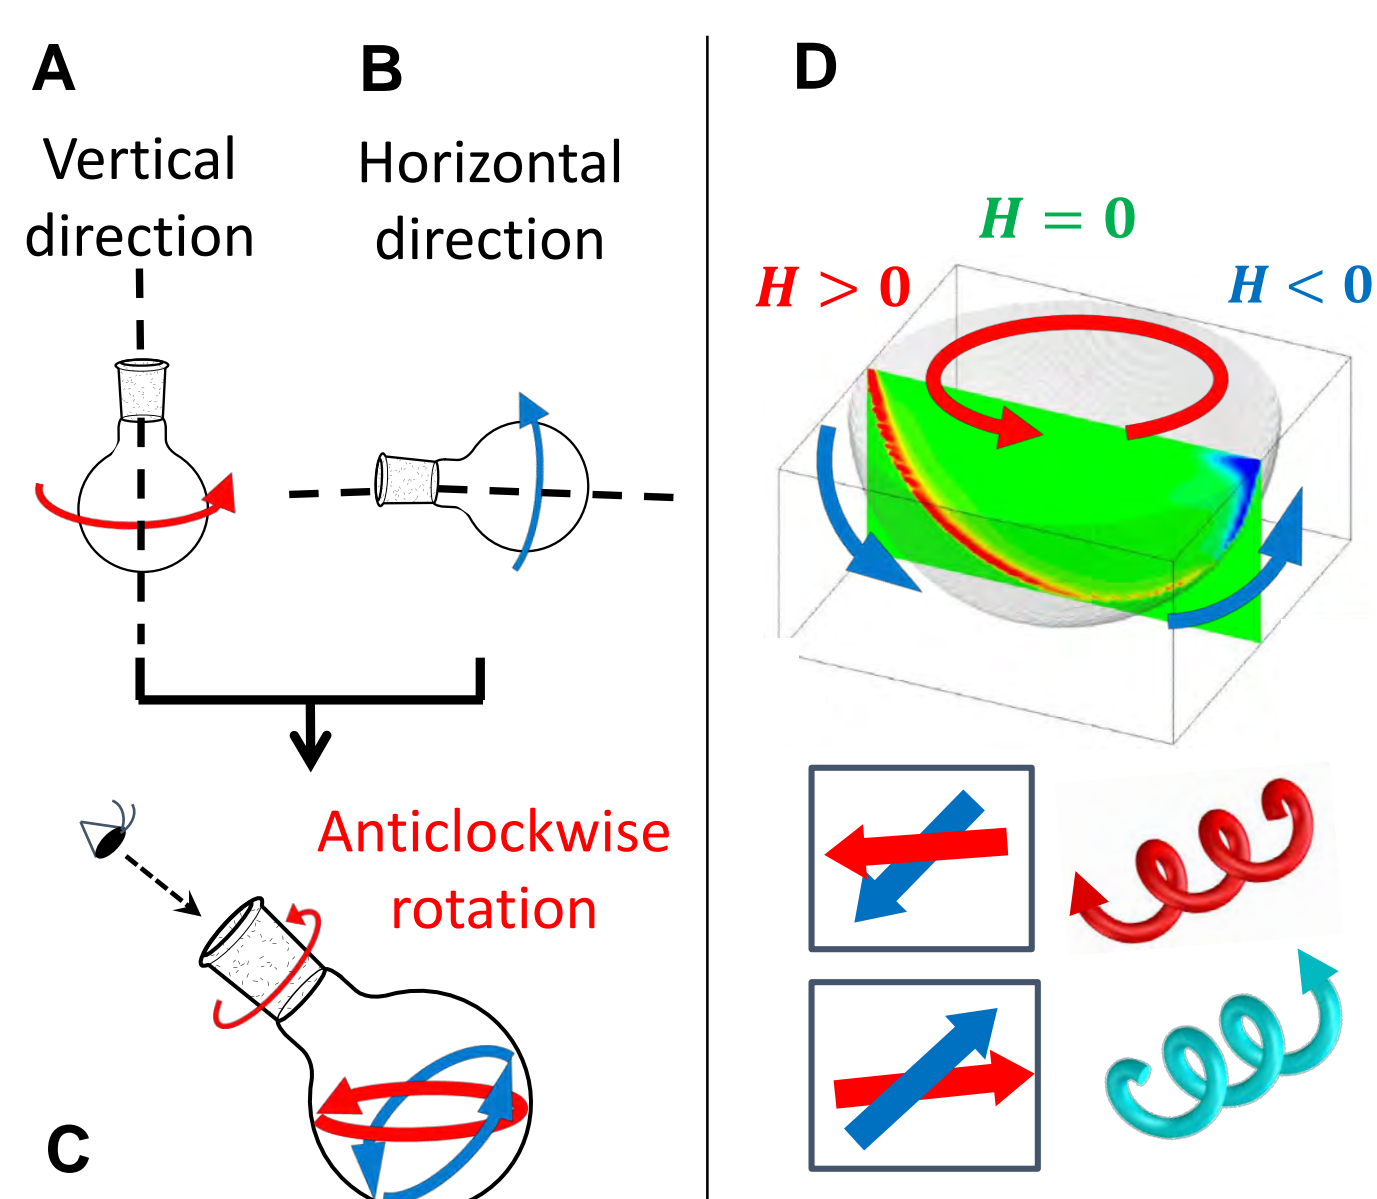 A
Vertical
direction
B
Horizontal
direction
Anticlockwise
rotation
C
D
H = 0
H > 0
H < 0